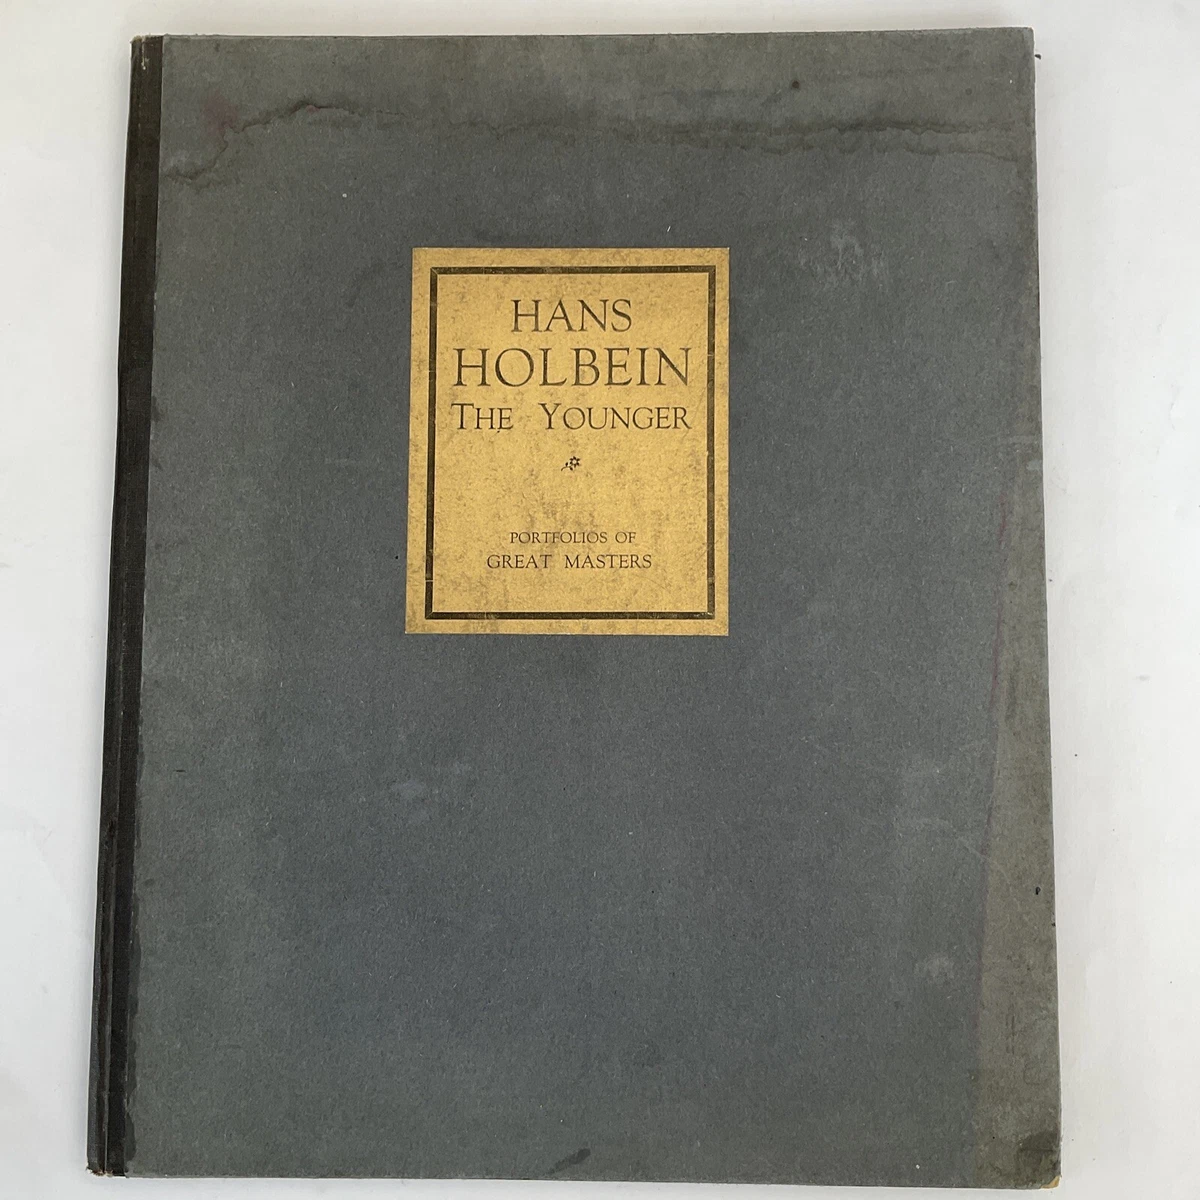 HANS
HOLBEIN
THE YOUNGER
PORTFOLIOS OF
GREAT MASTERS